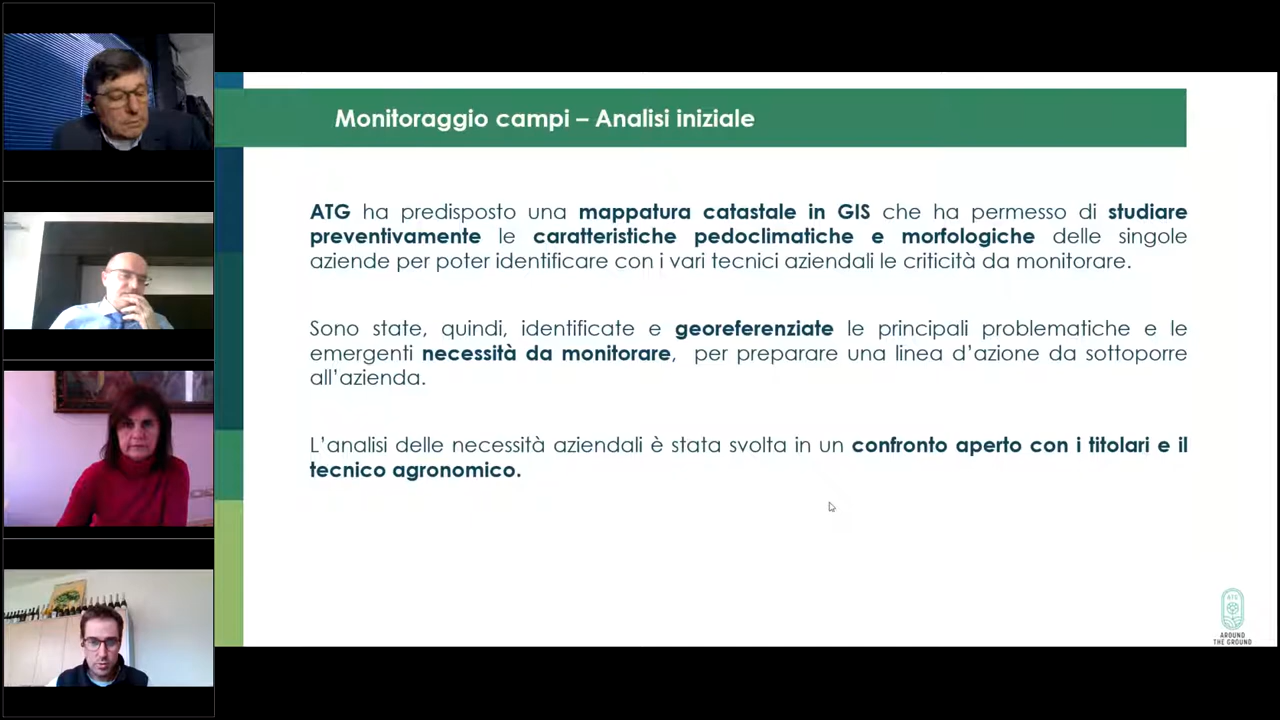 Monitoraggio campi – Analisi iniziale
ATG ha predisposto una mappatura catastale in GIS che ha permesso di studiare
preventivamente le caratteristiche pedoclimatiche e morfologiche delle singole
aziende per poter identificare con i vari tecnici aziendali le criticità da monitorare.
Sono state, quindi, identificate e georeferenziate le principali problematiche e le
emergenti necessità da monitorare, per preparare una linea d’azione da sottoporre
all’azienda.
L’analisi delle necessità aziendali è stata svolta in un confronto aperto con i titolari e il
tecnico agronomico.
ATG
AROUND
THE GROUND